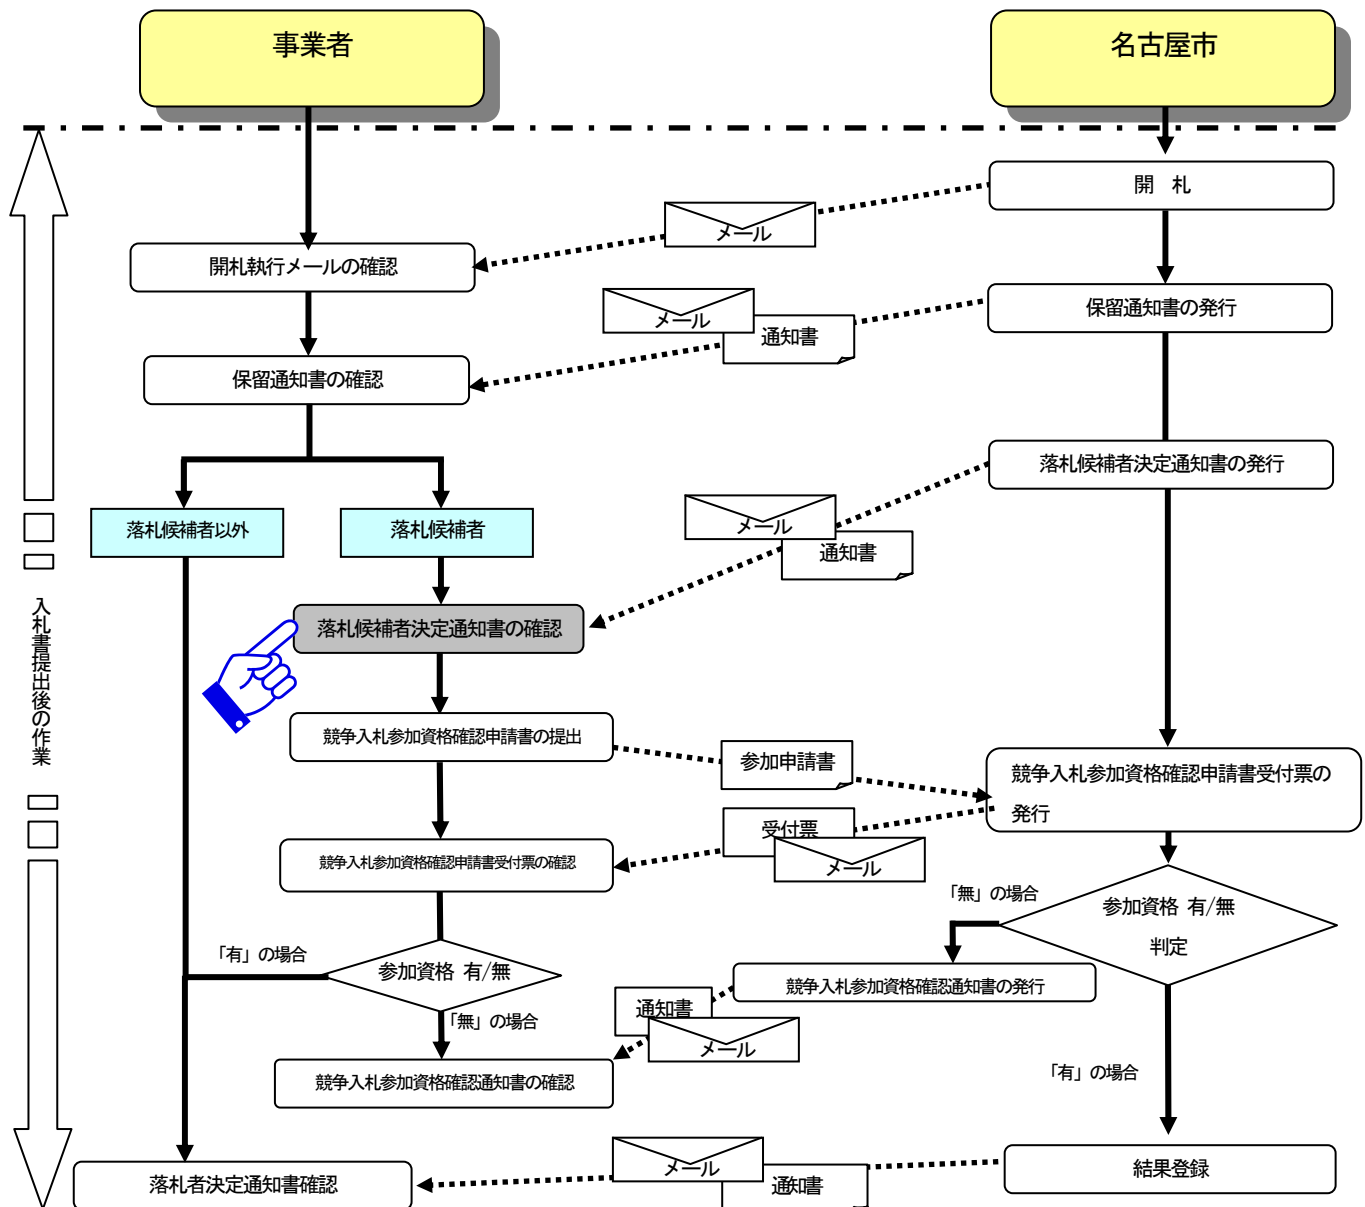 事業者
名古屋市
開 札
メール
開札執行メールの確認
保留通知書の発行
メール
通知書
保留通知書の確認
落札候補者決定通知書の発行
メール
通知書
落札候補者以外
落札候補者
落札候補者決定通知書の確認
入札書提出後の作業
競争入札参加資格確認申請書の提出
参加申請書
競争入札参加資格確認申請書受付票の
発行
受付票
メール
競争入札参加資格確認申請書受付票の確認
「無」の場合
参加資格 有/無
判定
「有」の場合
参加資格 有/無
競争入札参加資格確認通知書の発行
通知書
メール
「無」の場合
競争入札参加資格確認通知書の確認
「有」の場合
結果登録
メール
通知書
落札者決定通知書確認